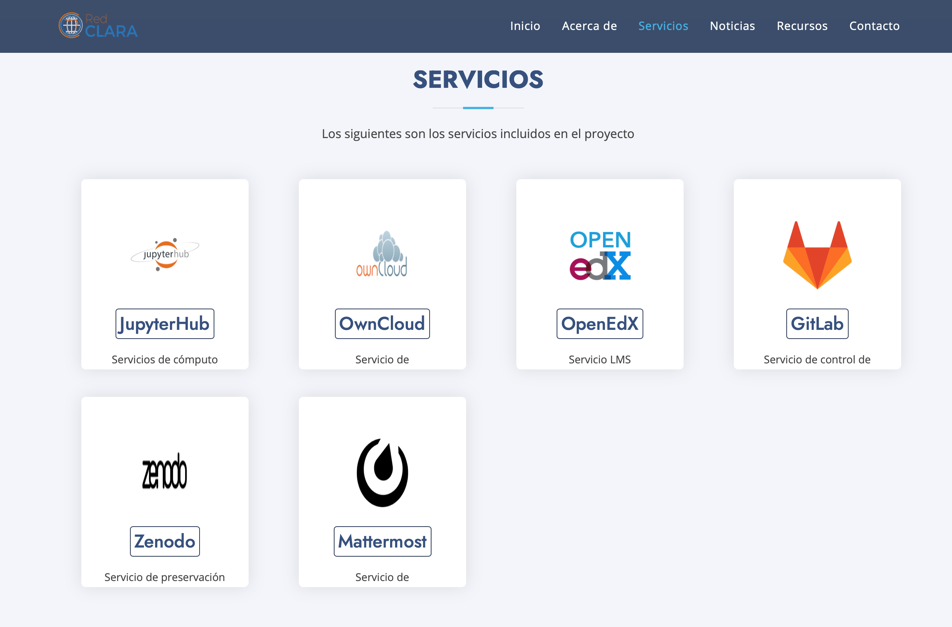 Red
CLARA
Inicio
Acerca de
Servicios
Noticias
Recursos
Contacto
SERVICIOS
Los siguientes son los servicios incluidos en el proyecto
jupyterhub
JupyterHub
Servicios de cómputo
ownCloud
OwnCloud
Servicio de
OPEN
edX
OpenEdX
Servicio LMS
GitLab
Servicio de control de
zenodo
Zenodo
Servicio de preservación
Mattermost
Servicio de